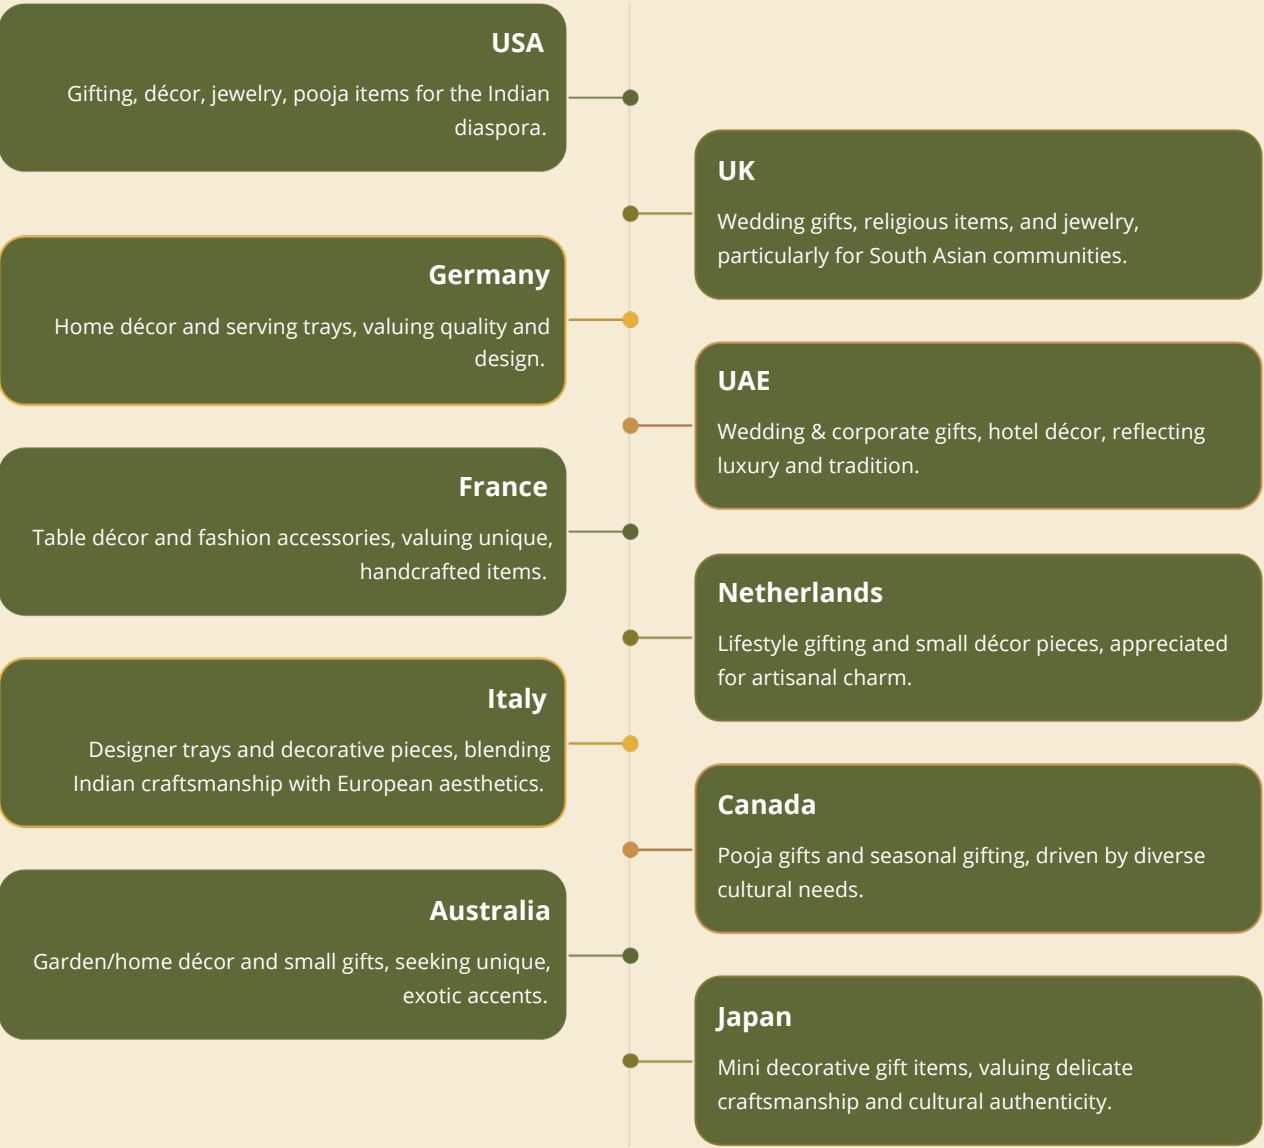 USA
Gifting, décor, jewelry, pooja items for the Indian
diaspora.
UK
Wedding gifts, religious items, and jewelry,
particularly for South Asian communities.
Germany
Home décor and serving trays, valuing quality and
design.
UAE
Wedding & corporate gifts, hotel décor, reflecting
luxury and tradition.
France
Table décor and fashion accessories, valuing unique,
handcrafted items.
Netherlands
Lifestyle gifting and small décor pieces, appreciated
for artisanal charm.
Italy
Designer trays and decorative pieces, blending
Indian craftsmanship with European aesthetics.
Canada
Pooja gifts and seasonal gifting, driven by diverse
cultural needs.
Australia
Garden/home décor and small gifts, seeking unique,
exotic accents.
Japan
Mini decorative gift items, valuing delicate
craftsmanship and cultural authenticity.